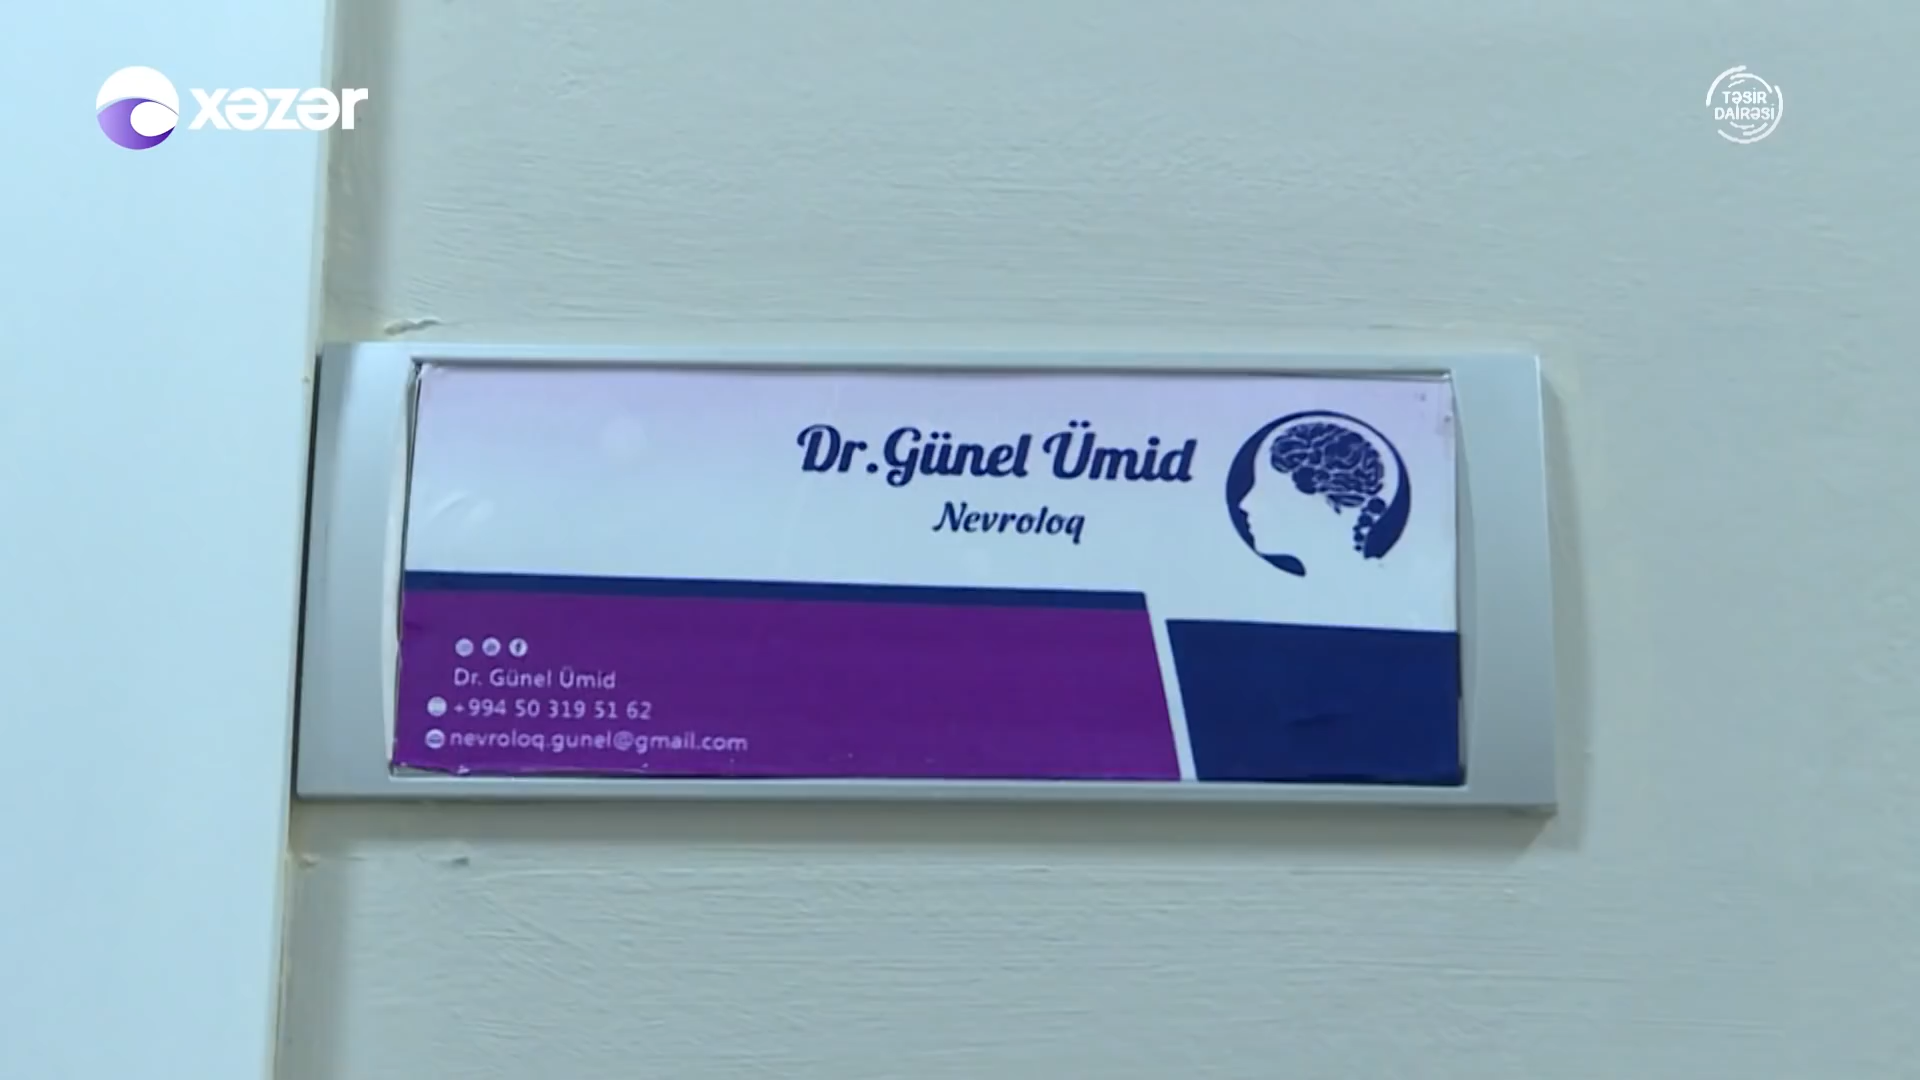 xəzər
TƏSİR
DAİRƏSİ
Dr.Günel Ümid
Nevroloq
Dr. Günel Ümid
+994 50 319 51 62
nevroloq.gunel@gmail.com